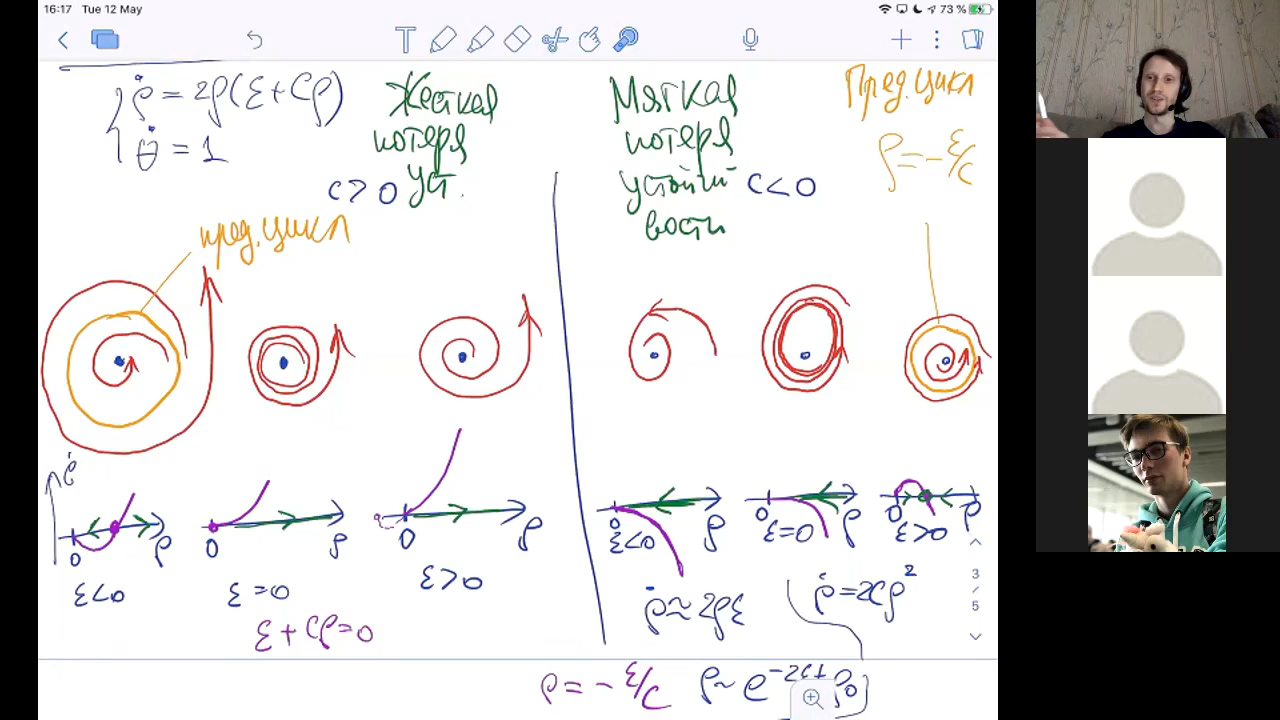 16:17 Tue 12 May
73 %
ρ̇ = 2ρ(ε+Cρ)
θ̇ = 1
Жесткая
потеря
уст.
C > 0
Мягкая
потеря
устойчи
вости
C < 0
Пред. цикл
ρ = - ε/C
пред. цикл
ρ̇
0
ρ
ε<0
0
ρ
ε = 0
0
ρ
ε > 0
0
ρ
ε<0
0
ρ
ε=0
0
ρ
ε>0
ε + Cρ = 0
ρ̇ ≈ 2ρε
ρ̇ = 2Cρ²
3
/
5
ρ = - ε/C